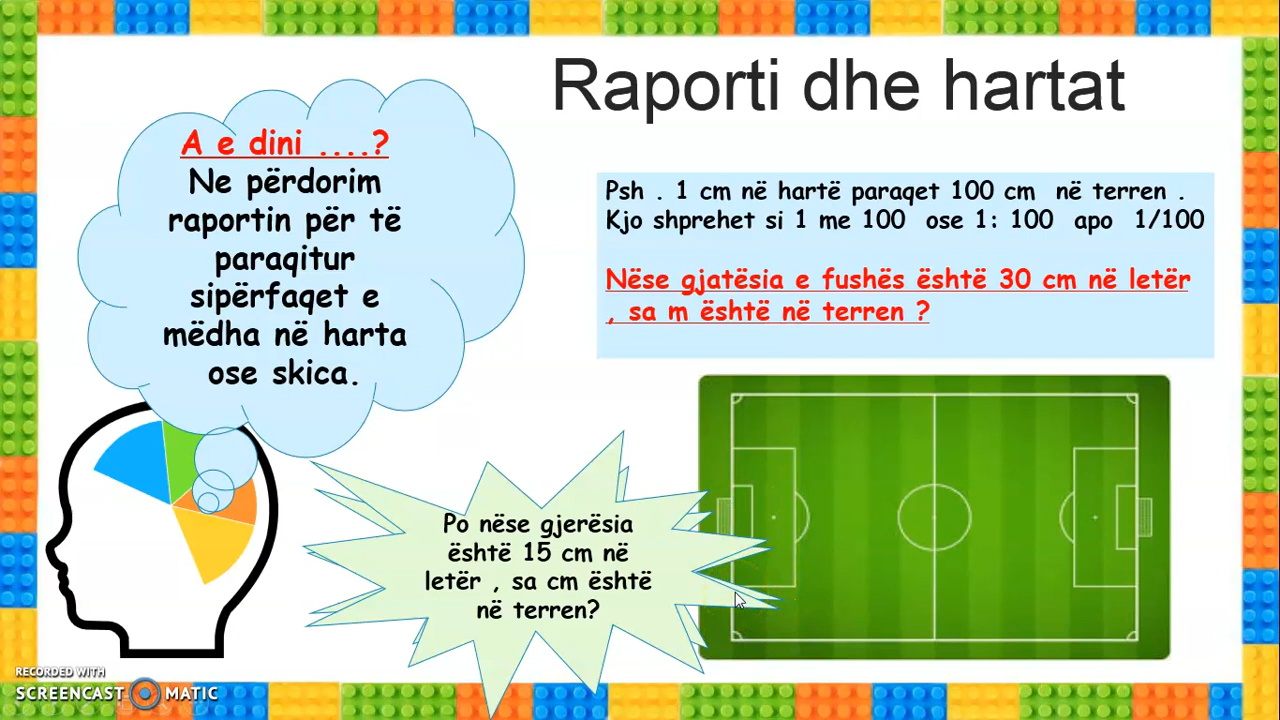 Raporti dhe hartat
A e dini ....?
Ne përdorim
raportin për të
paraqitur
sipërfaqet e
mëdha në harta
ose skica.
Psh . 1 cm në hartë paraqet 100 cm në terren .
Kjo shprehet si 1 me 100 ose 1: 100 apo 1/100
Nëse gjatësia e fushës është 30 cm në letër
, sa m është në terren ?
Po nëse gjerësia
është 15 cm në
letër , sa cm është
në terren?
RECORDED WITH
SCREENCAST MATIC